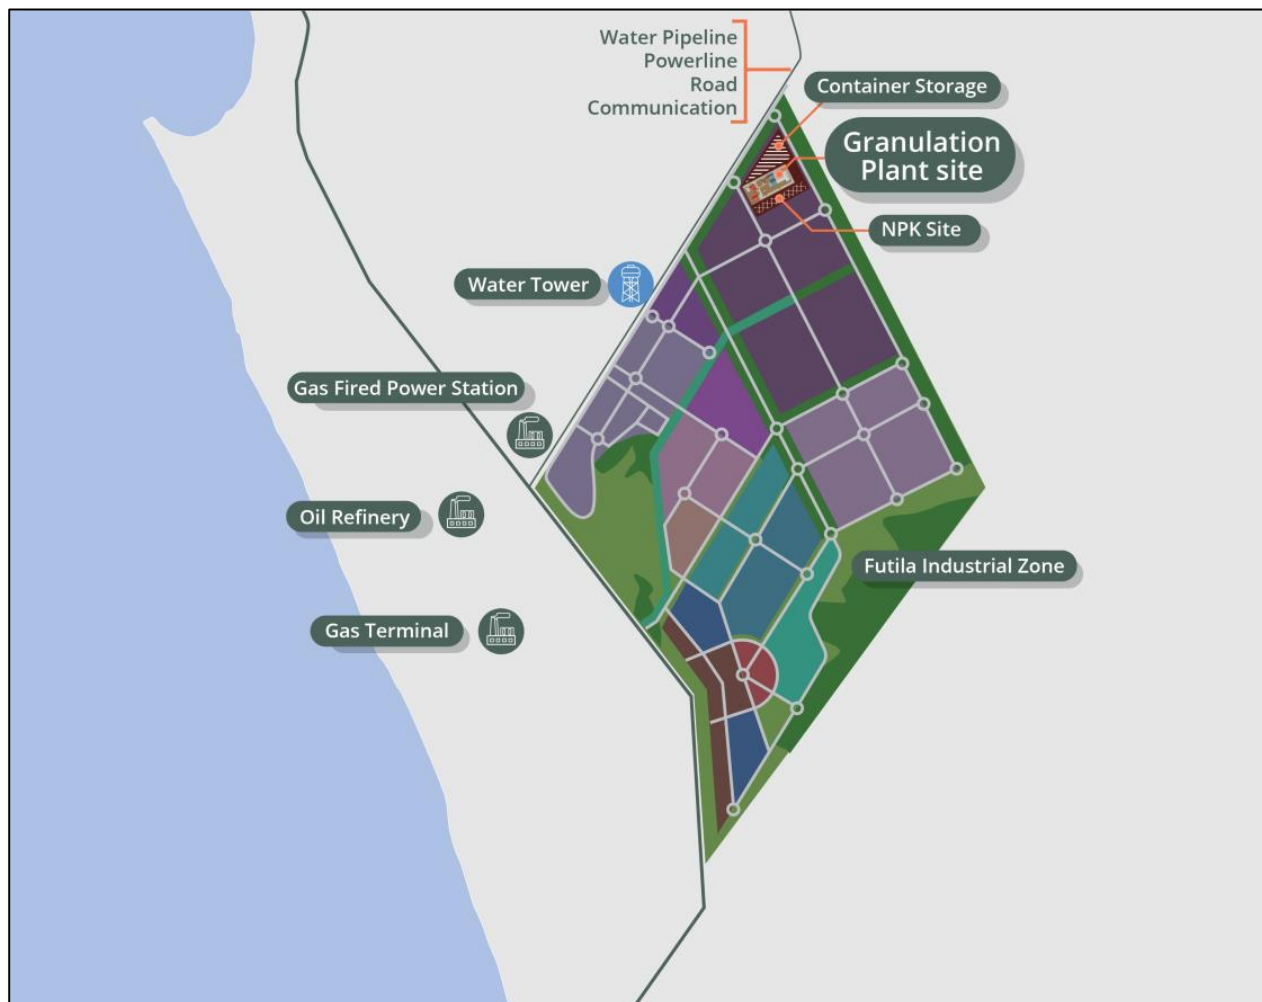 Water Pipeline
Powerline
Road
Communication
Container Storage
Granulation
Plant site
NPK Site
Water Tower
Gas Fired Power Station
Oil Refinery
Futila Industrial Zone
Gas Terminal